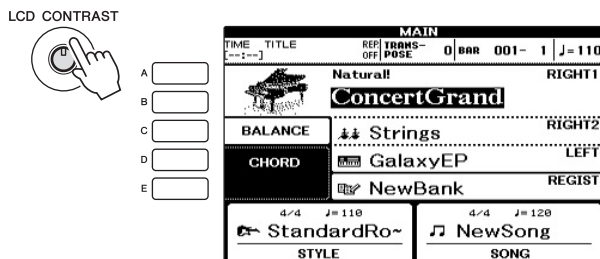 LCD CONTRAST
MAIN
TIME TITLE REP. OFF TRANS- POSE 0 BAR 001- 1 ♩=110
[--:--]
A
Natural! RIGHT1
ConcertGrand
B
C
BALANCE
Strings RIGHT2
D
CHORD
GalaxyEP LEFT
E
NewBank REGIST
4/4 ♩=110
StandardRo~
STYLE
4/4 ♩=120
NewSong
SONG